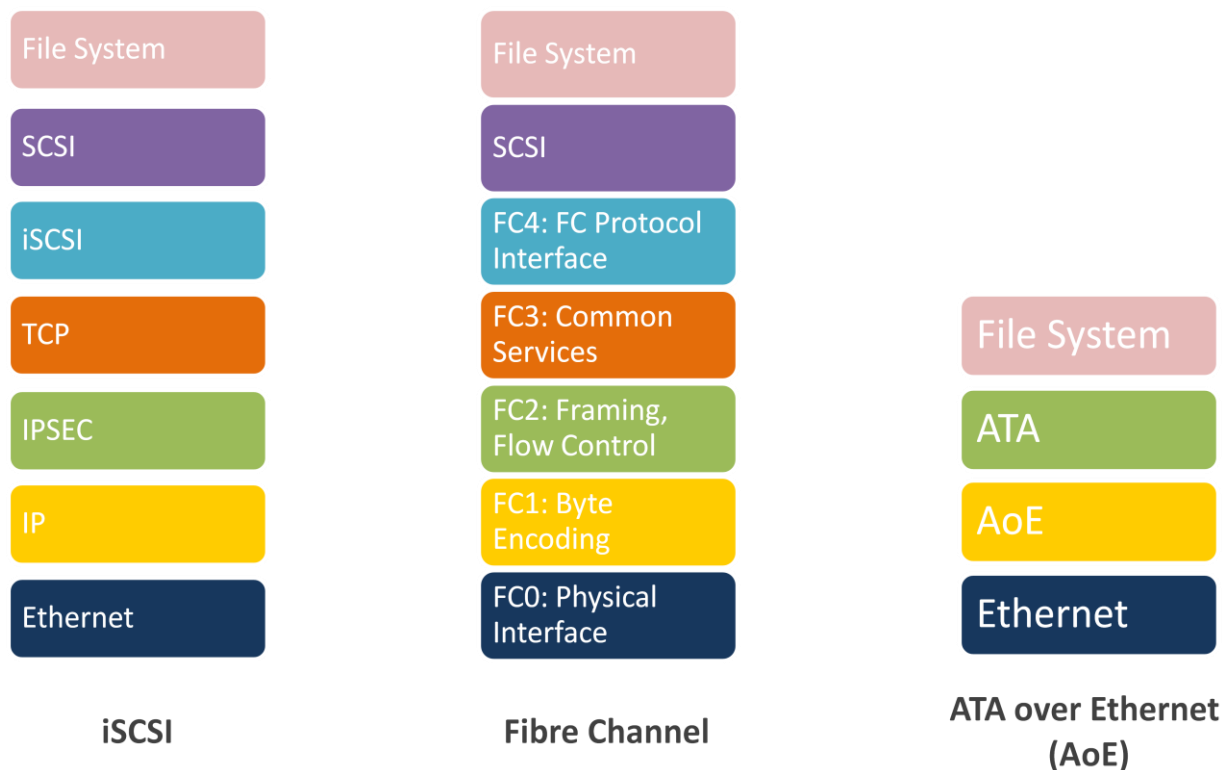 File System
SCSI
iSCSI
TCP
IPSEC
IP
Ethernet
iSCSI
File System
SCSI
FC4: FC Protocol
Interface
FC3: Common
Services
FC2: Framing,
Flow Control
FC1: Byte
Encoding
FC0: Physical
Interface
Fibre Channel
File System
ATA
AoE
Ethernet
ATA over Ethernet
(AoE)